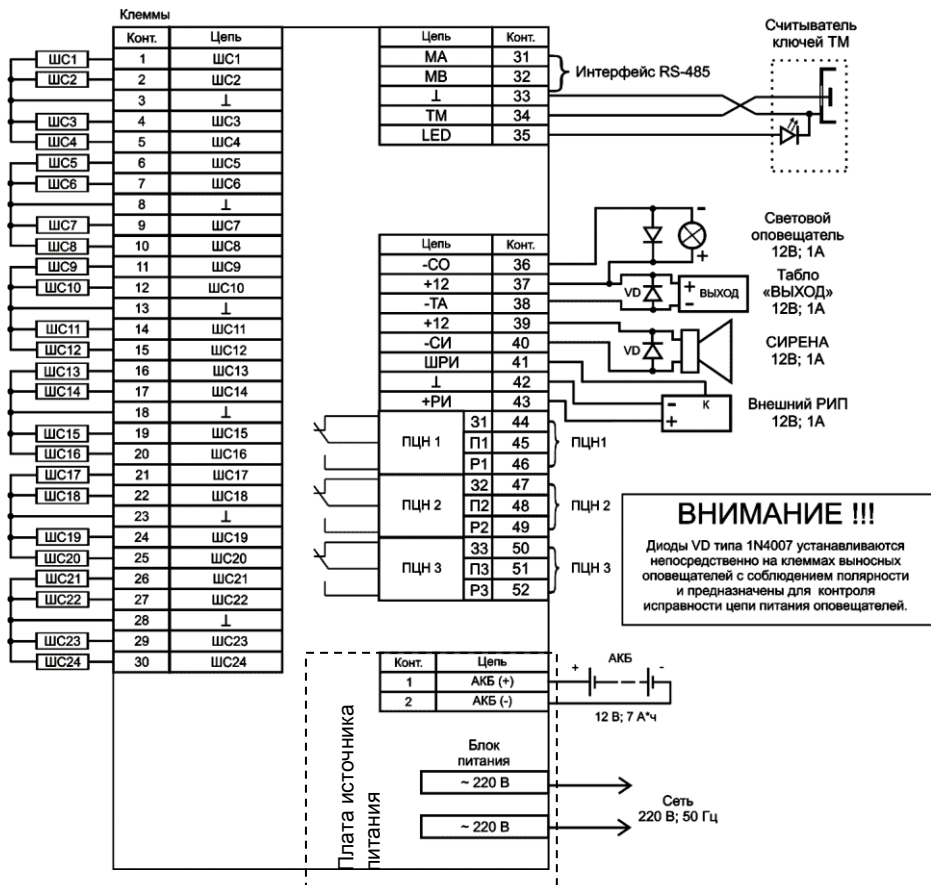 Клеммы
Конт. Цепь
ШС1 1 ШС1
ШС2 2 ШС2
3 ⊥
ШС3 4 ШС3
ШС4 5 ШС4
ШС5 6 ШС5
ШС6 7 ШС6
8 ⊥
ШС7 9 ШС7
ШС8 10 ШС8
ШС9 11 ШС9
ШС10 12 ШС10
13 ⊥
ШС11 14 ШС11
ШС12 15 ШС12
ШС13 16 ШС13
ШС14 17 ШС14
18 ⊥
ШС15 19 ШС15
ШС16 20 ШС16
ШС17 21 ШС17
ШС18 22 ШС18
23 ⊥
ШС19 24 ШС19
ШС20 25 ШС20
ШС21 26 ШС21
ШС22 27 ШС22
28 ⊥
ШС23 29 ШС23
ШС24 30 ШС24
Цепь Конт.
МА 31
МВ 32
⊥ 33
ТМ 34
LED 35
Интерфейс RS-485
Считыватель
ключей ТМ
Цепь Конт.
-СО 36
+12 37
-ТА 38
+12 39
-СИ 40
ШРИ 41
⊥ 42
+РИ 43
ПЦН 1
З1 44
П1 45
Р1 46
ПЦН1
ПЦН 2
З2 47
П2 48
Р2 49
ПЦН 2
ПЦН 3
З3 50
П3 51
Р3 52
ПЦН 3
-
+
Световой
оповещатель
12В; 1А
VD
+
-
ВЫХОД
Табло
«ВЫХОД»
12В; 1А
VD
СИРЕНА
12В; 1А
- К
+
Внешний РИП
12В; 1А
ВНИМАНИЕ !!!
Диоды VD типа 1N4007 устанавливаются
непосредственно на клеммах выносных
оповещателей с соблюдением полярности
и предназначены для контроля
исправности цепи питания оповещателей.
Плата источника
питания
Конт. Цепь
1 АКБ (+)
2 АКБ (-)
+ АКБ -
12 В; 7 А*ч
Блок
питания
~ 220 В
~ 220 В
Сеть
220 В; 50 Гц